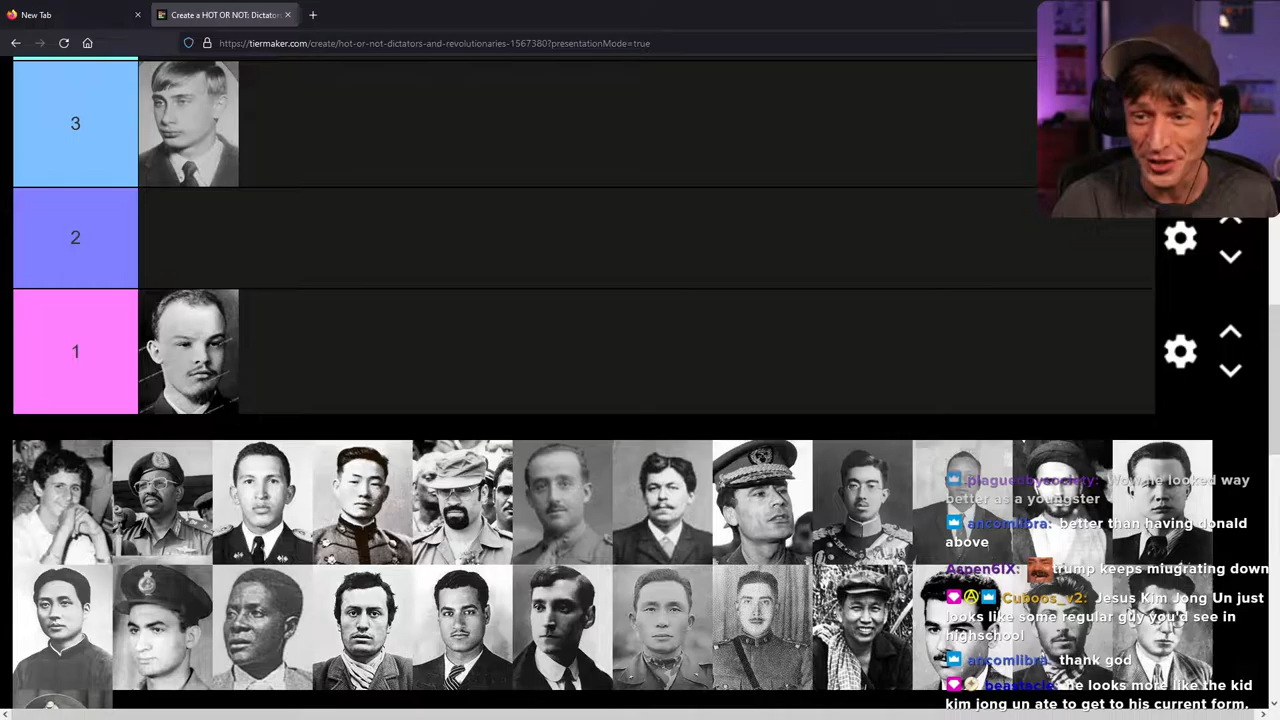 New Tab
Create a HOT OR NOT: Dictators
https://tiermaker.com/create/hot-or-not-dictators-and-revolutionaries-1567380?presentationMode=true
3
2
1
plaguedbysociety: Wow, he looked way
better as a youngster
ancomlibra: better than having donald
above
Aspen6IX: trump keeps miugrating down
Cuboos_v2: Jesus Kim Jong Un just
looks like some regular guy you'd see in
highschool
ancomlibra: thank god
beastacle: he looks more like the kid
kim jong un ate to get to his current form.